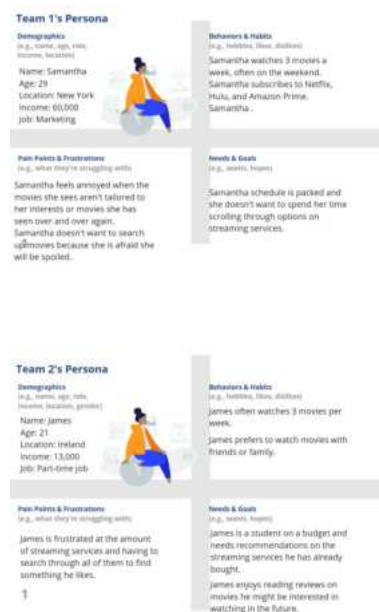 Team 1's Persona
Demographics
(e.g., name, age, role,
income, location)
Name: Samantha
Age: 29
Location: New York
Income: 60,000
Job: Marketing
Behaviors & Habits
(e.g., hobbies, likes, dislikes)
Samantha watches 3 movies a
week, often on the weekend.
Samantha subscribes to Netflix,
Hulu, and Amazon Prime.
Samantha .
Pain Points & Frustrations
(e.g., what they're struggling with)
Samantha feels annoyed when the
movies she sees aren't tailored to
her interests or movies she has
seen over and over again.
Samantha doesn't want to search
up movies because she is afraid she
will be spoiled.
Needs & Goals
(e.g., wants, hopes)
Samantha schedule is packed and
she doesn't want to spend her time
scrolling through options on
streaming services.
Team 2's Persona
Demographics
(e.g., name, age, role,
income, location, gender)
Name: James
Age: 21
Location: Ireland
Income: 13,000
Job: Part-time job
Behaviors & Habits
(e.g., hobbies, likes, dislikes)
James often watches 3 movies per
week.
James prefers to watch movies with
friends or family.
Pain Points & Frustrations
(e.g., what they're struggling with)
James is frustrated at the amount
of streaming services and having to
search through all of them to find
something he likes.
1
Needs & Goals
(e.g., wants, hopes)
James is a student on a budget and
needs recommendations on the
streaming services he has already
bought.
James enjoys reading reviews on
movies he might be interested in
watching in the future.